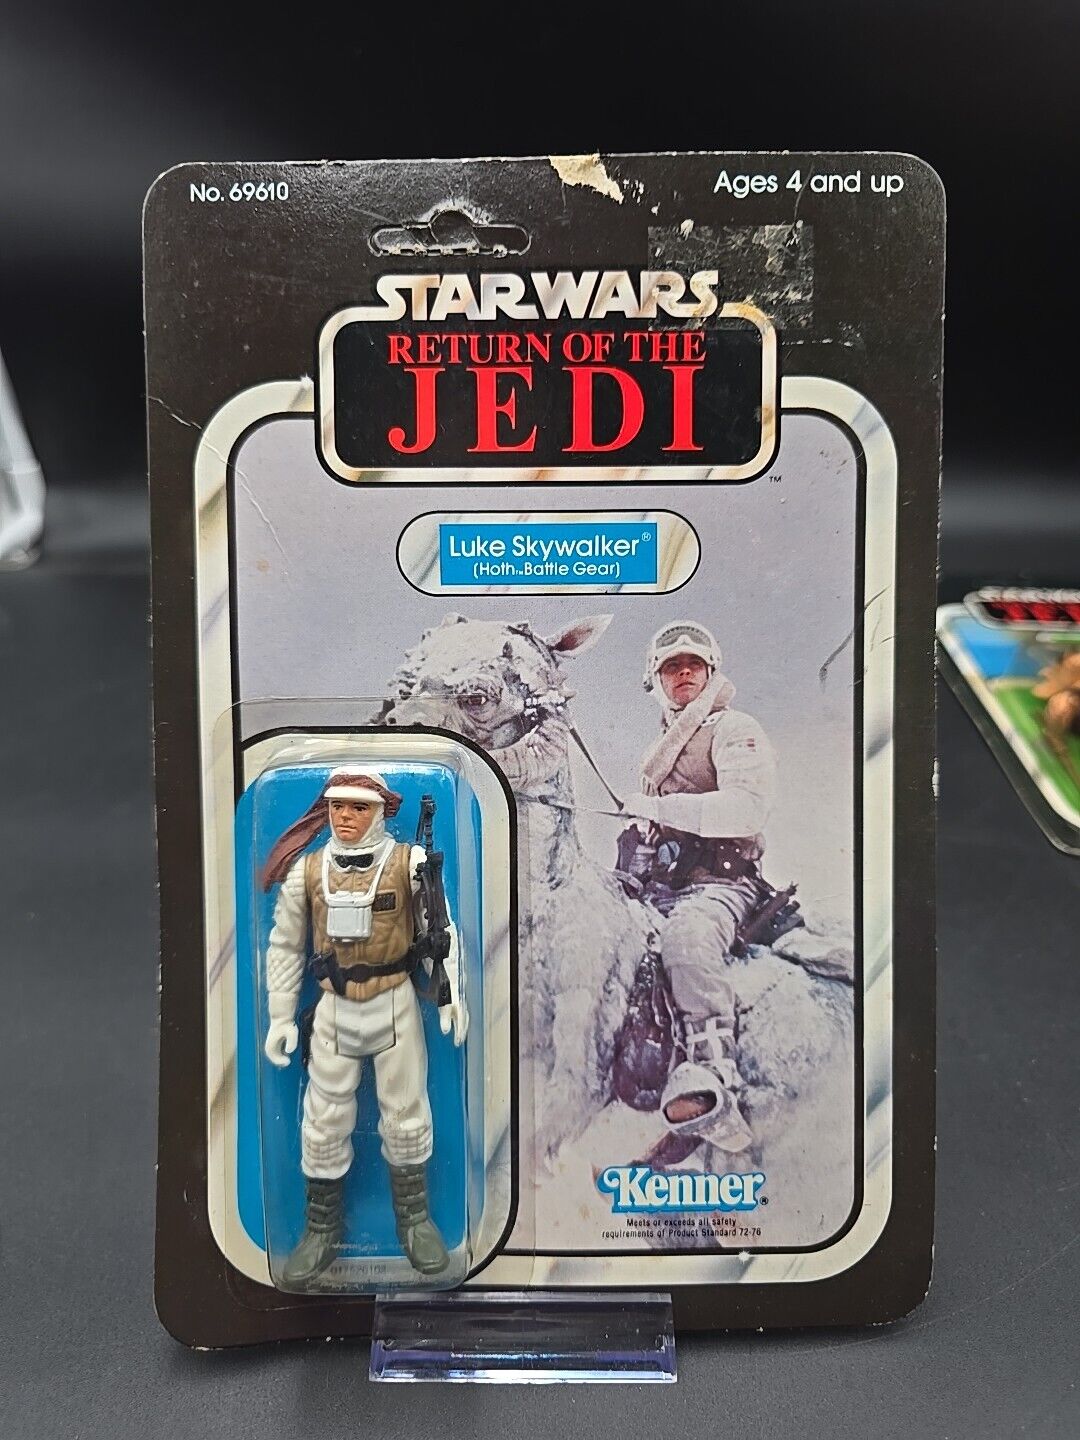 No. 69610
Ages 4 and up
STAR WARS
RETURN OF THE
JEDI
TM
Luke Skywalker®
(Hoth™ Battle Gear)
Kenner®
Meets or exceeds all safety
requirements of Product Standard 72-76